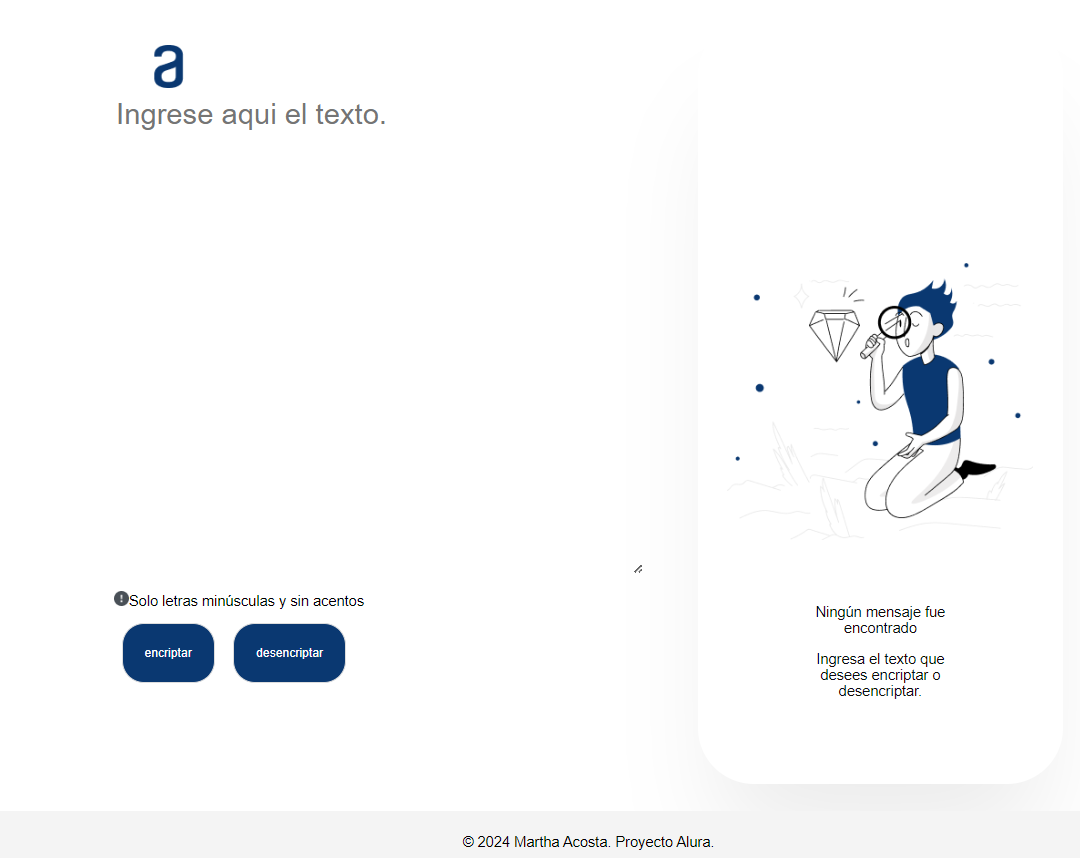 a
Ingrese aqui el texto.
Solo letras minúsculas y sin acentos
encriptar
desencriptar
Ningún mensaje fue
encontrado
Ingresa el texto que
desees encriptar o
desencriptar.
© 2024 Martha Acosta. Proyecto Alura.